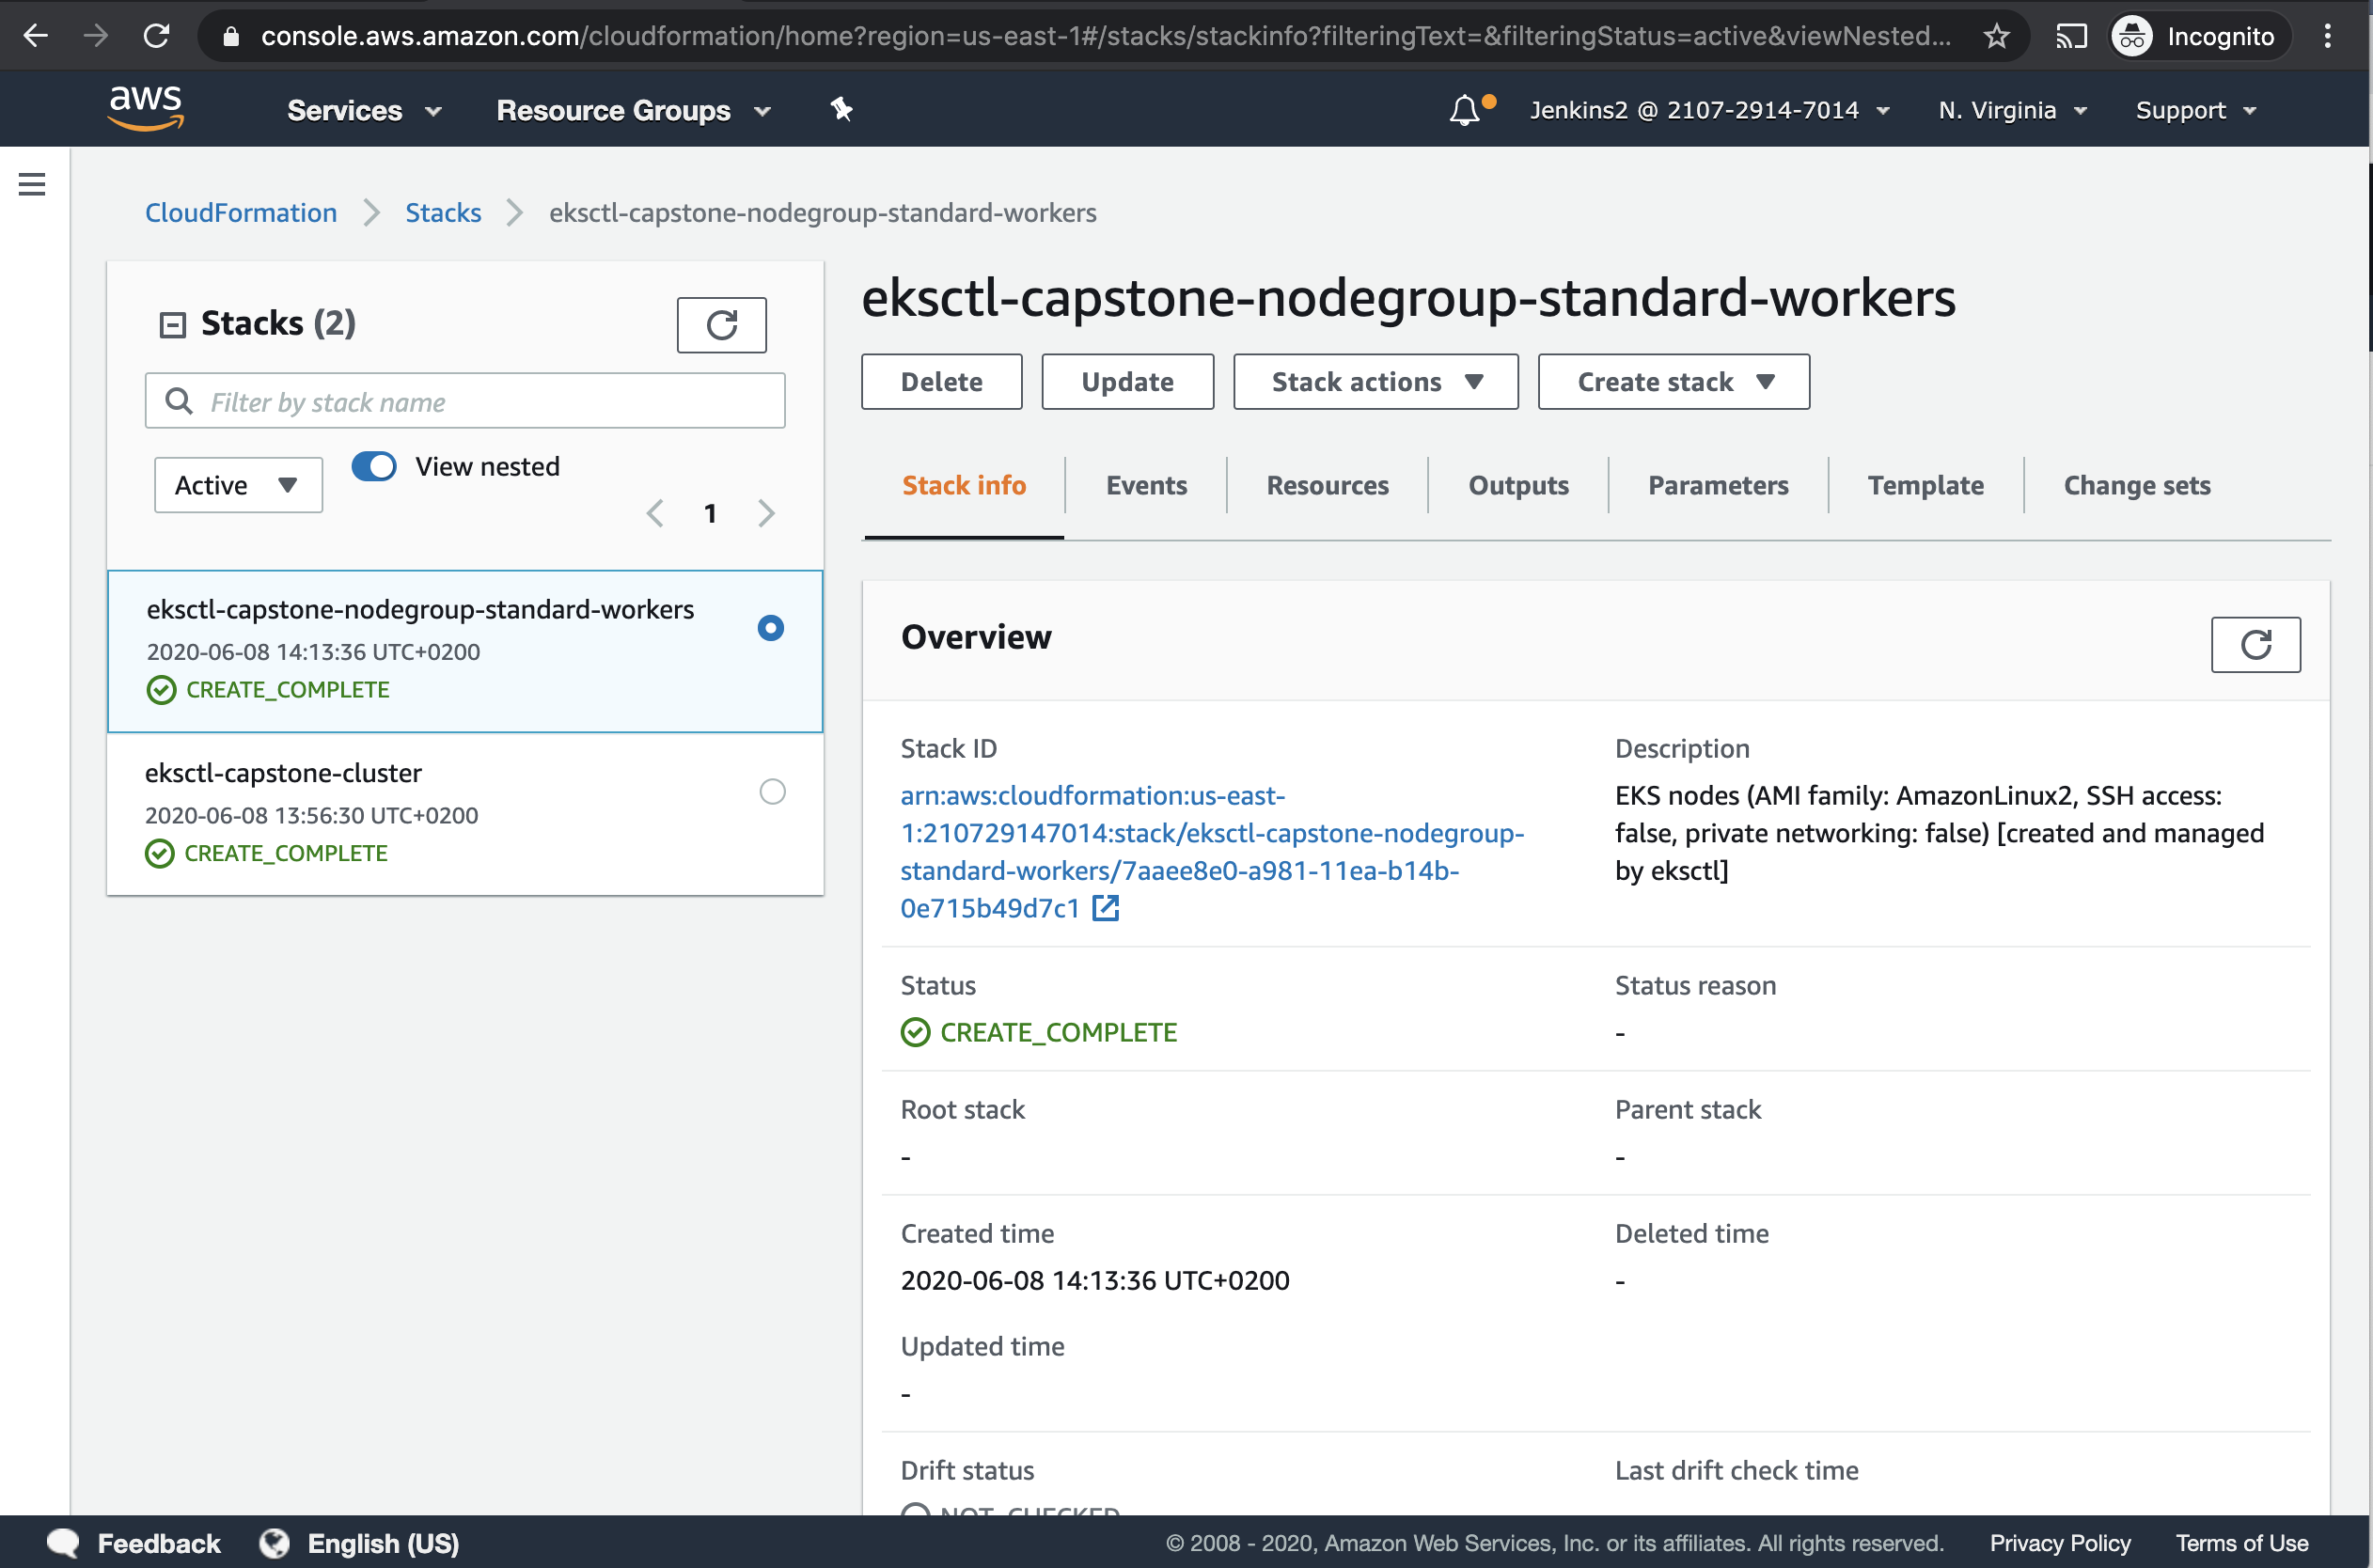 console.aws.amazon.com/cloudformation/home?region=us-east-1#/stacks/stackinfo?filteringText=&filteringStatus=active&viewNested...
Incognito
aws
Services
Resource Groups
Jenkins2 @ 2107-2914-7014
N. Virginia
Support
CloudFormation
Stacks
eksctl-capstone-nodegroup-standard-workers
Stacks (2)
Filter by stack name
Active
View nested
1
eksctl-capstone-nodegroup-standard-workers
2020-06-08 14:13:36 UTC+0200
CREATE_COMPLETE
eksctl-capstone-cluster
2020-06-08 13:56:30 UTC+0200
CREATE_COMPLETE
eksctl-capstone-nodegroup-standard-workers
Delete
Update
Stack actions
Create stack
Stack info
Events
Resources
Outputs
Parameters
Template
Change sets
Overview
Stack ID
arn:aws:cloudformation:us-east-
1:210729147014:stack/eksctl-capstone-nodegroup-
standard-workers/7aaee8e0-a981-11ea-b14b-
0e715b49d7c1
Description
EKS nodes (AMI family: AmazonLinux2, SSH access:
false, private networking: false) [created and managed
by eksctl]
Status
CREATE_COMPLETE
Status reason
-
Root stack
-
Parent stack
-
Created time
2020-06-08 14:13:36 UTC+0200
Deleted time
-
Updated time
-
Drift status
NOT_CHECKED
Last drift check time
Feedback
English (US)
© 2008 - 2020, Amazon Web Services, Inc. or its affiliates. All rights reserved.
Privacy Policy
Terms of Use